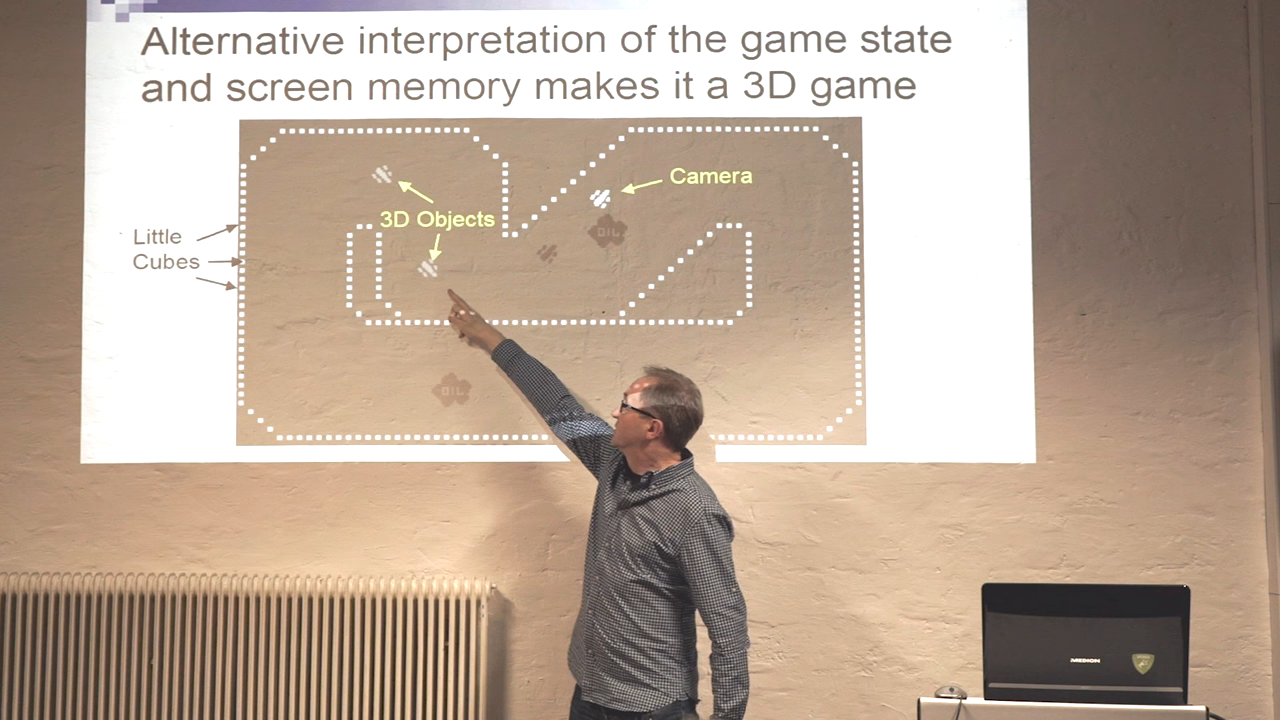 Alternative interpretation of the game state
and screen memory makes it a 3D game
Camera
3D Objects
OIL
Little
Cubes
OIL
MEDION